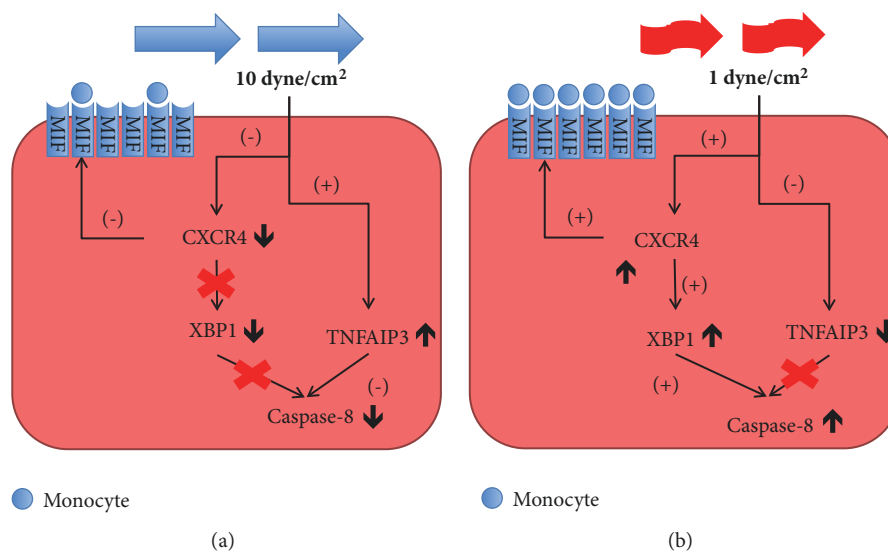 10 dyne/cm²
MIF MIF MIF MIF MIF MIF
(-)
(+)
(-)
CXCR4
XBP1
TNFAIP3
(-)
Caspase-8
Monocyte
(a)
1 dyne/cm²
MIF MIF MIF MIF MIF MIF
(+)
(-)
(+)
CXCR4
(+)
XBP1
TNFAIP3
(+)
Caspase-8
Monocyte
(b)